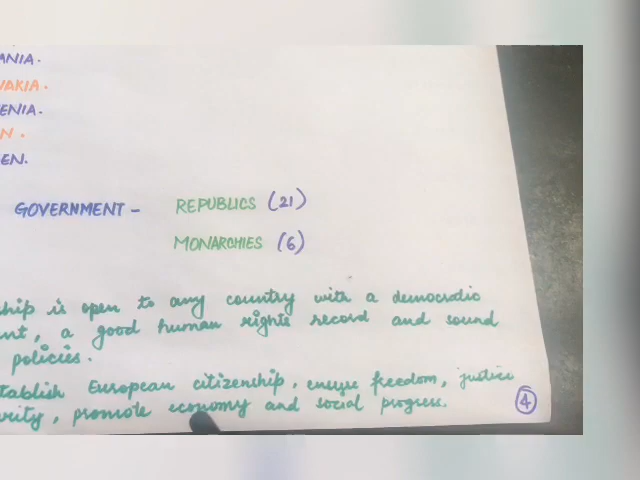 ANIA.
VAKIA.
ENIA.
N.
EN.
GOVERNMENT - REPUBLICS (21)
MONARCHIES (6)
ship is open to any country with a democratic
nt, a good human rights record and sound
policies.
tablish European citizenship, ensure freedom, justice
urity, promote economy and social progress.
4